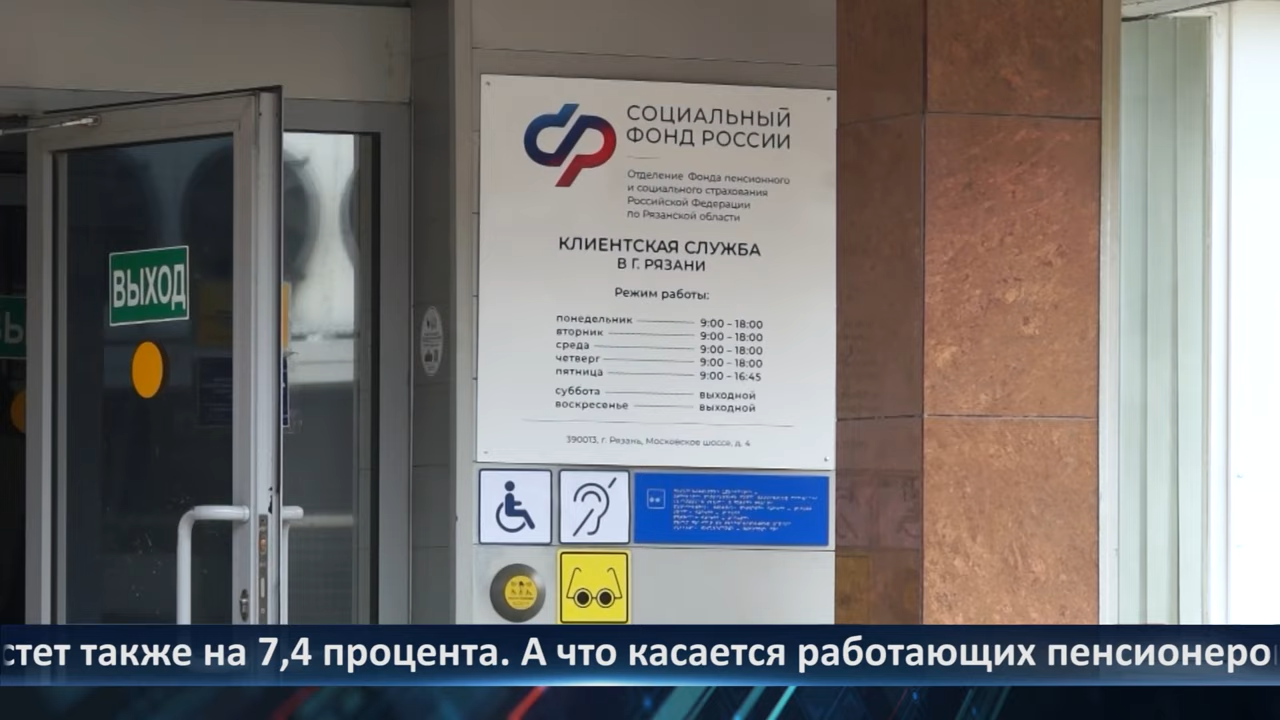 СОЦИАЛЬНЫЙ
ФОНД РОССИИ
Отделение Фонда пенсионного
и социального страхования
Российской Федерации
по Рязанской области
КЛИЕНТСКАЯ СЛУЖБА
В Г. РЯЗАНИ
Режим работы:
понедельник 9:00 – 18:00
вторник 9:00 – 18:00
среда 9:00 – 18:00
четверг 9:00 – 18:00
пятница 9:00 – 16:45
суббота выходной
воскресенье выходной
390013, г. Рязань, Московское шоссе, д. 4
ВЫХОД
стет также на 7,4 процента. А что касается работающих пенсионеро